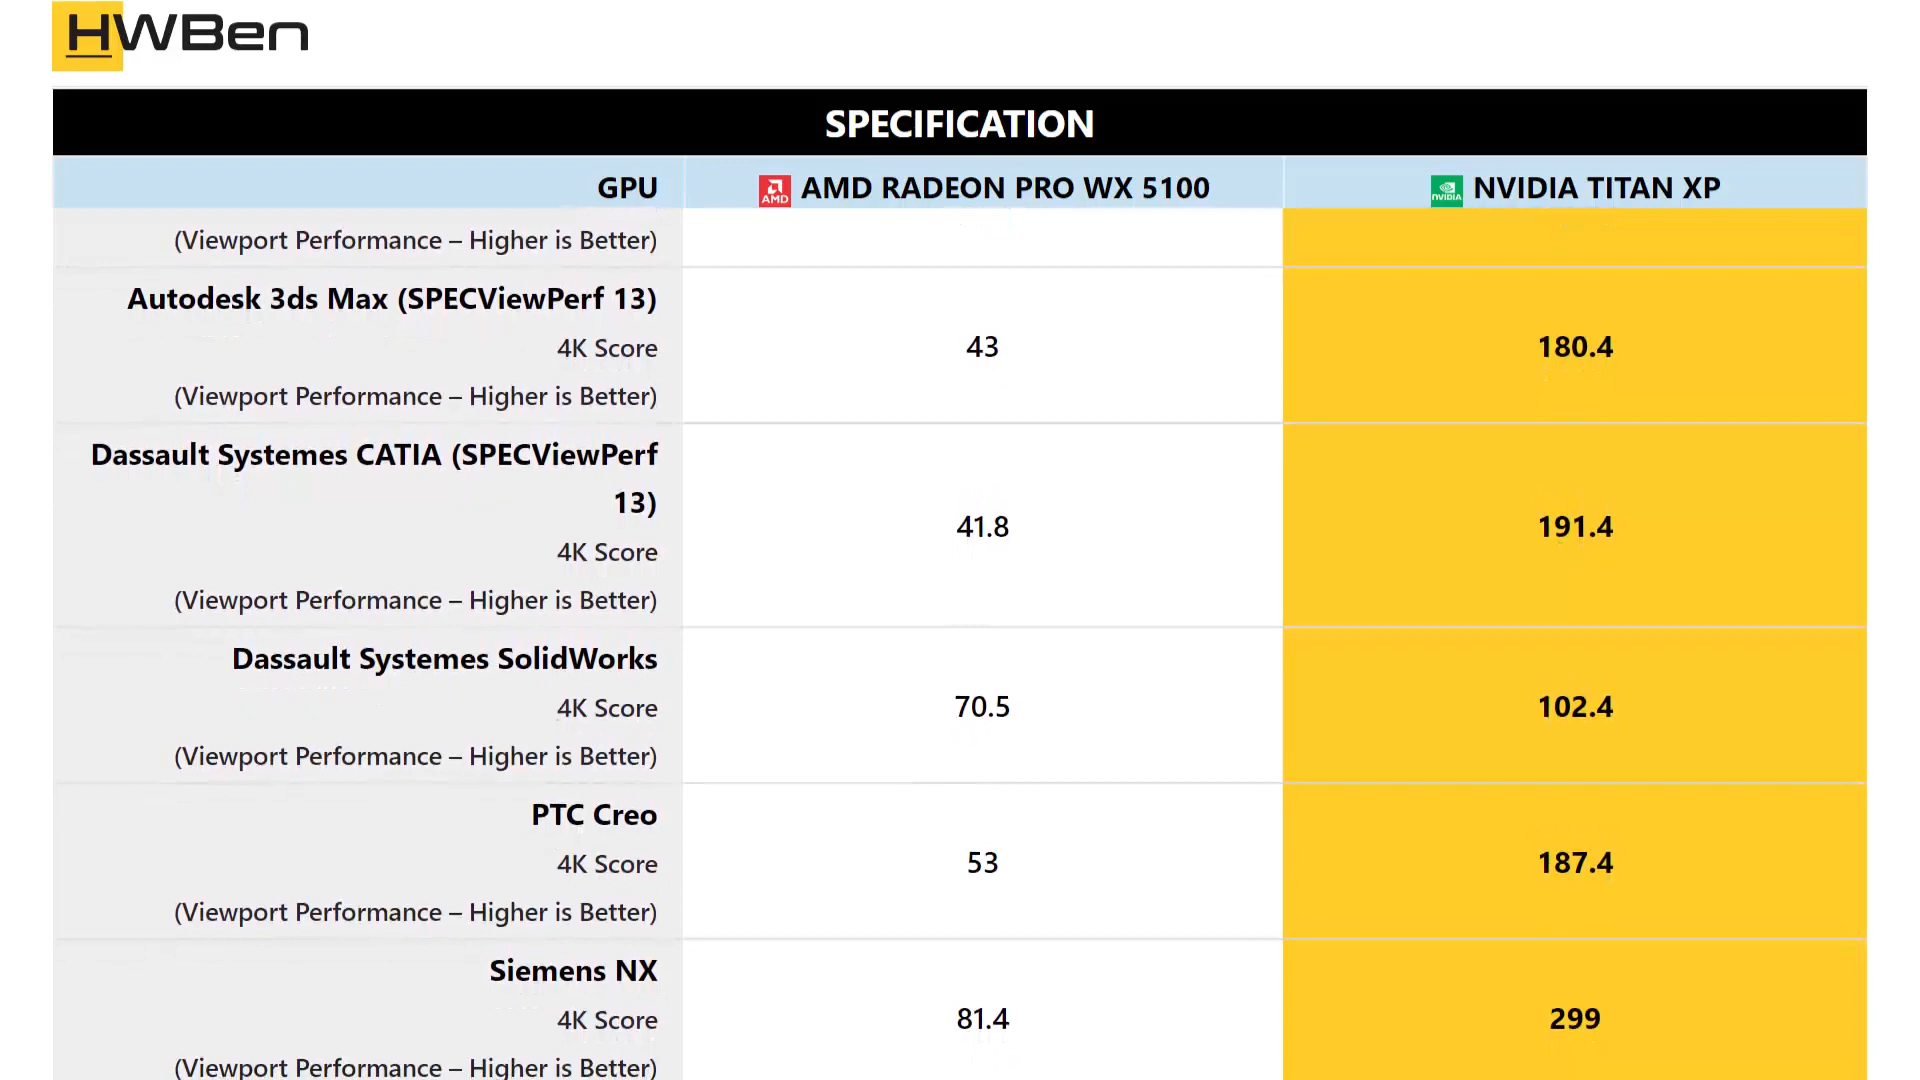 HWBen
SPECIFICATION
GPU AMD AMD RADEON PRO WX 5100 NVIDIA NVIDIA TITAN XP
(Viewport Performance – Higher is Better)
Autodesk 3ds Max (SPECViewPerf 13)
4K Score
(Viewport Performance – Higher is Better)
43 180.4
Dassault Systemes CATIA (SPECViewPerf
13)
4K Score
(Viewport Performance – Higher is Better)
41.8 191.4
Dassault Systemes SolidWorks
4K Score
(Viewport Performance – Higher is Better)
70.5 102.4
PTC Creo
4K Score
(Viewport Performance – Higher is Better)
53 187.4
Siemens NX
4K Score
(Viewport Performance – Higher is Better)
81.4 299